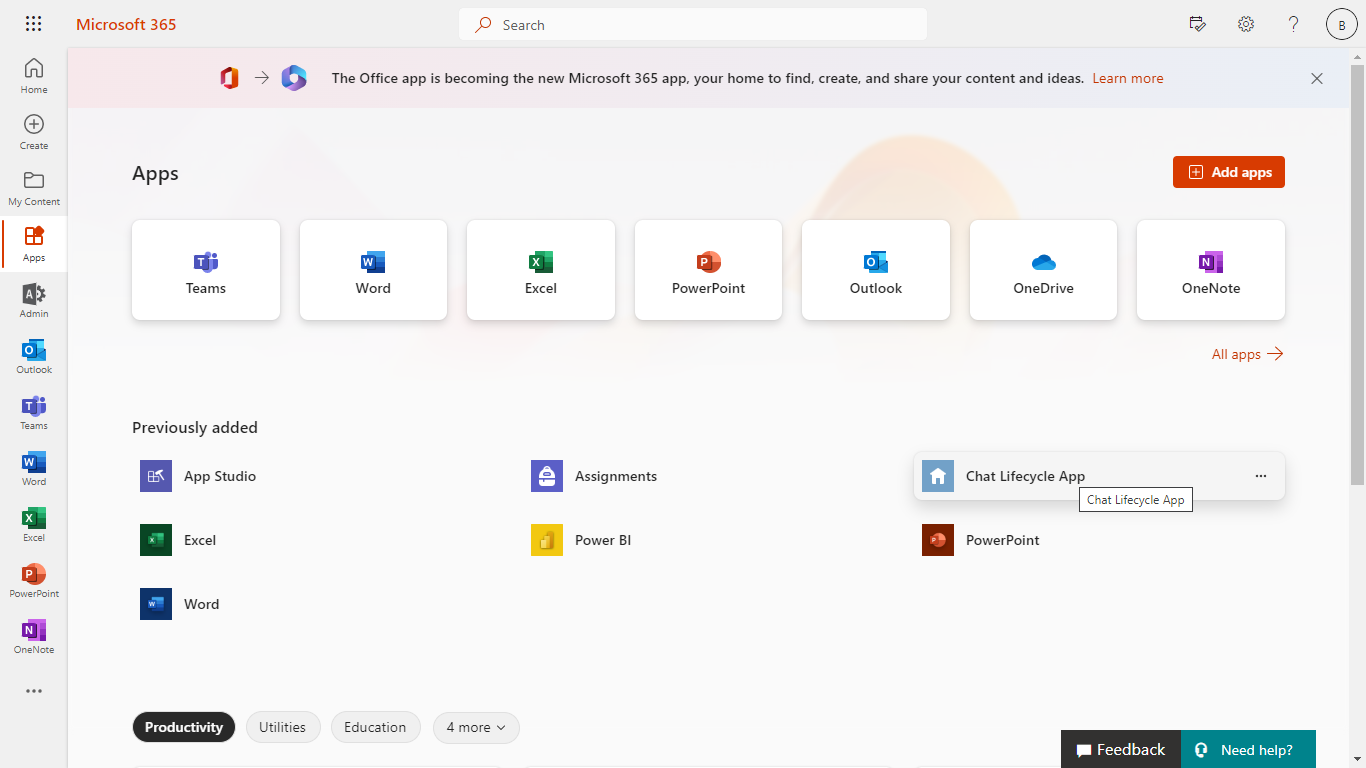 Microsoft 365
Search
B
Home
Create
My Content
Apps
Admin
Outlook
Teams
Word
Excel
PowerPoint
OneNote
The Office app is becoming the new Microsoft 365 app, your home to find, create, and share your content and ideas. Learn more
Apps
Add apps
Teams
Word
Excel
PowerPoint
Outlook
OneDrive
OneNote
All apps
Previously added
App Studio
Assignments
Chat Lifecycle App
Chat Lifecycle App
Excel
Power BI
PowerPoint
Word
Productivity
Utilities
Education
4 more
Feedback
Need help?